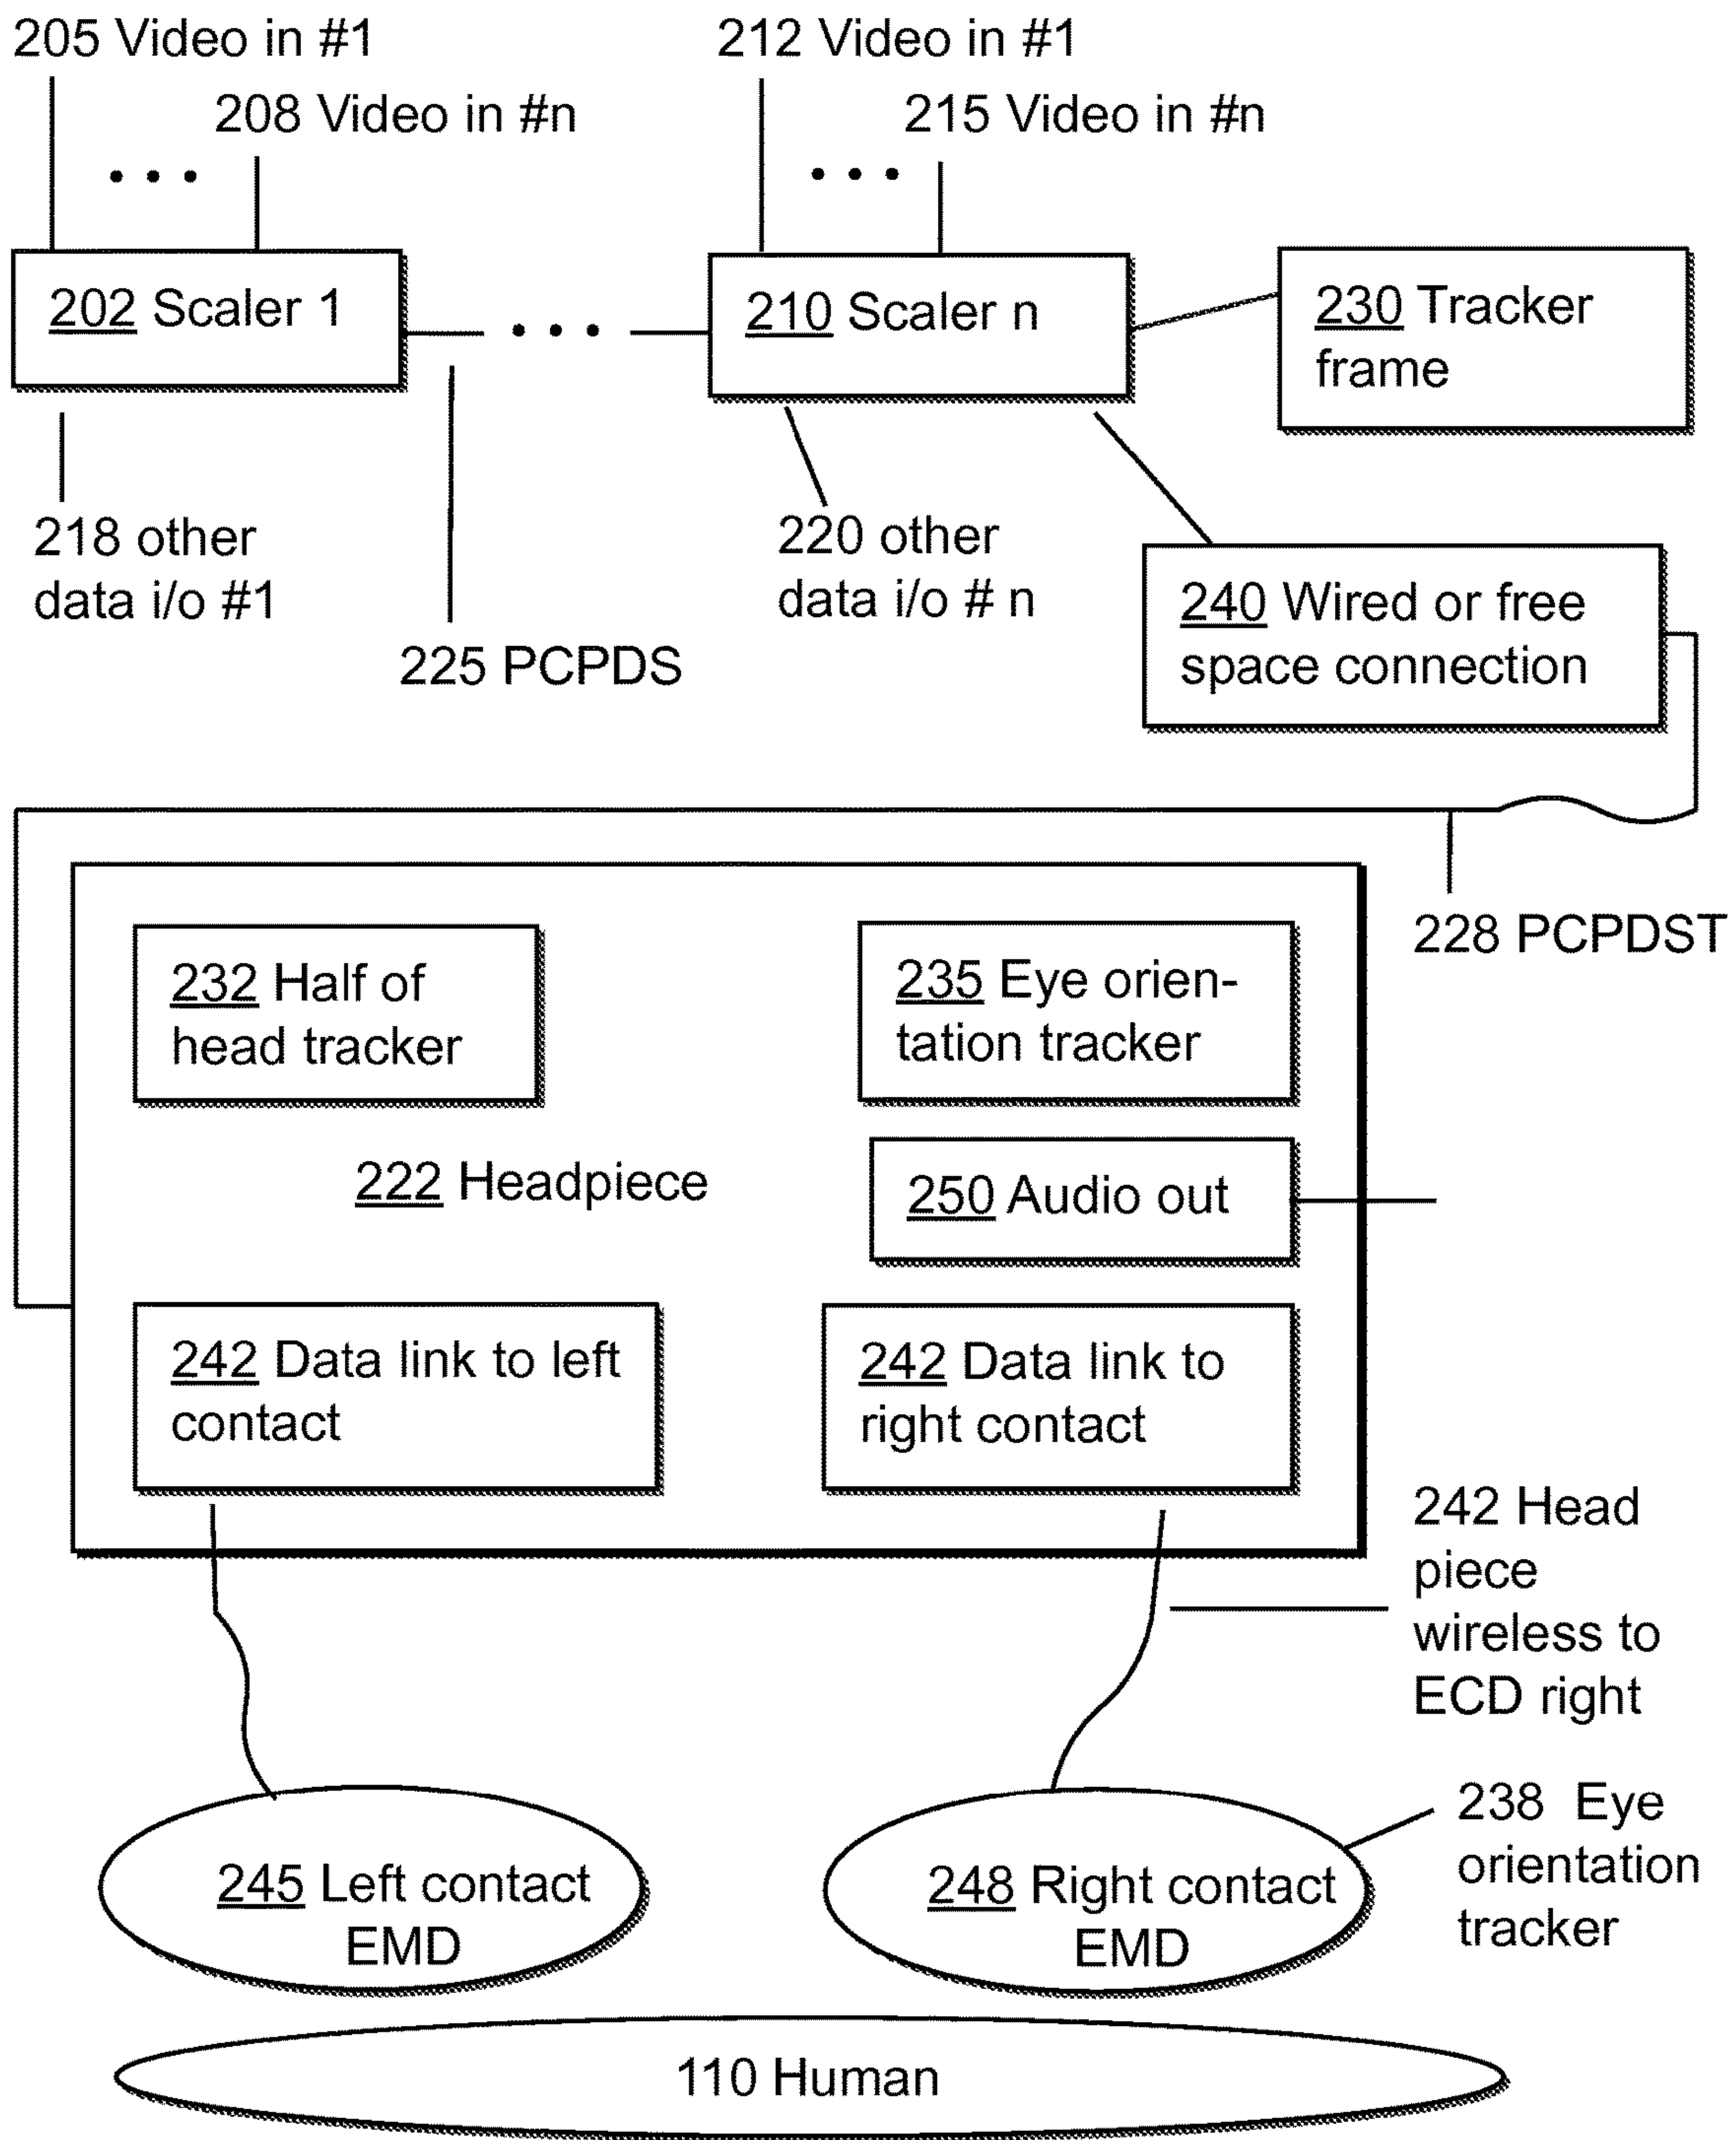 205 Video in #1
212 Video in #1
208 Video in #n
215 Video in #n
202 Scaler 1
210 Scaler n
230 Tracker
frame
218 other
data i/o #1
220 other
data i/o # n
225 PCPDS
240 Wired or free
space connection
228 PCPDST
232 Half of
head tracker
235 Eye orien-
tation tracker
222 Headpiece
250 Audio out
242 Data link to left
contact
242 Data link to
right contact
242 Head
piece
wireless to
ECD right
238 Eye
orientation
tracker
245 Left contact
EMD
248 Right contact
EMD
110 Human